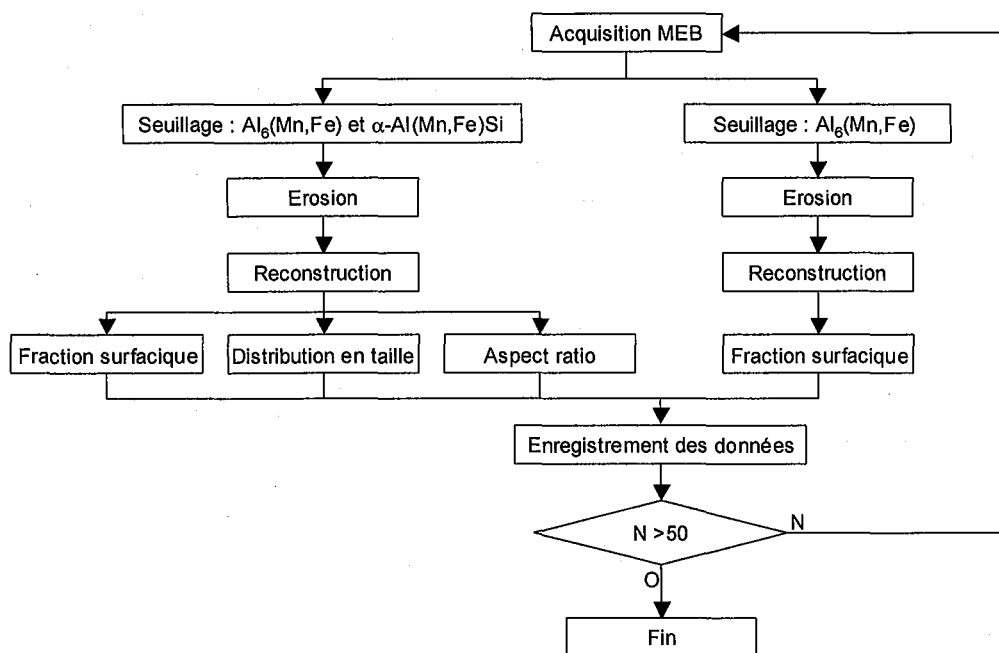 Acquisition MEB
Seuillage : Al₆(Mn,Fe) et α-Al(Mn,Fe)Si
Seuillage : Al₆(Mn,Fe)
Erosion
Erosion
Reconstruction
Reconstruction
Fraction surfacique
Distribution en taille
Aspect ratio
Fraction surfacique
Enregistrement des données
N >50
N
O
Fin